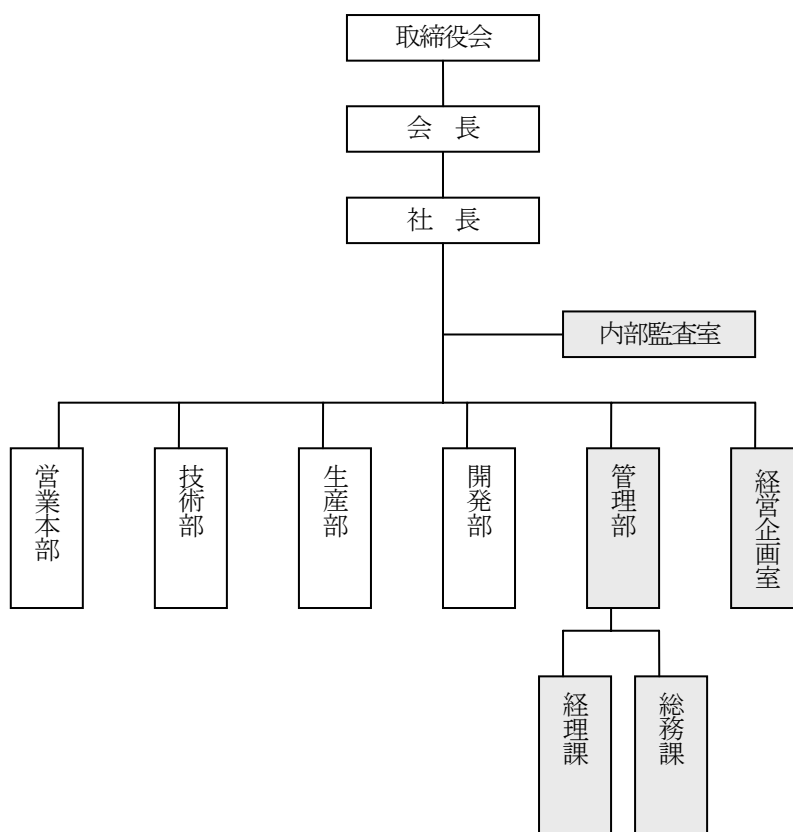 取締役会
会　長
社　長
内部監査室
営業本部
技術部
生産部
開発部
管理部
経営企画室
経理課
総務課